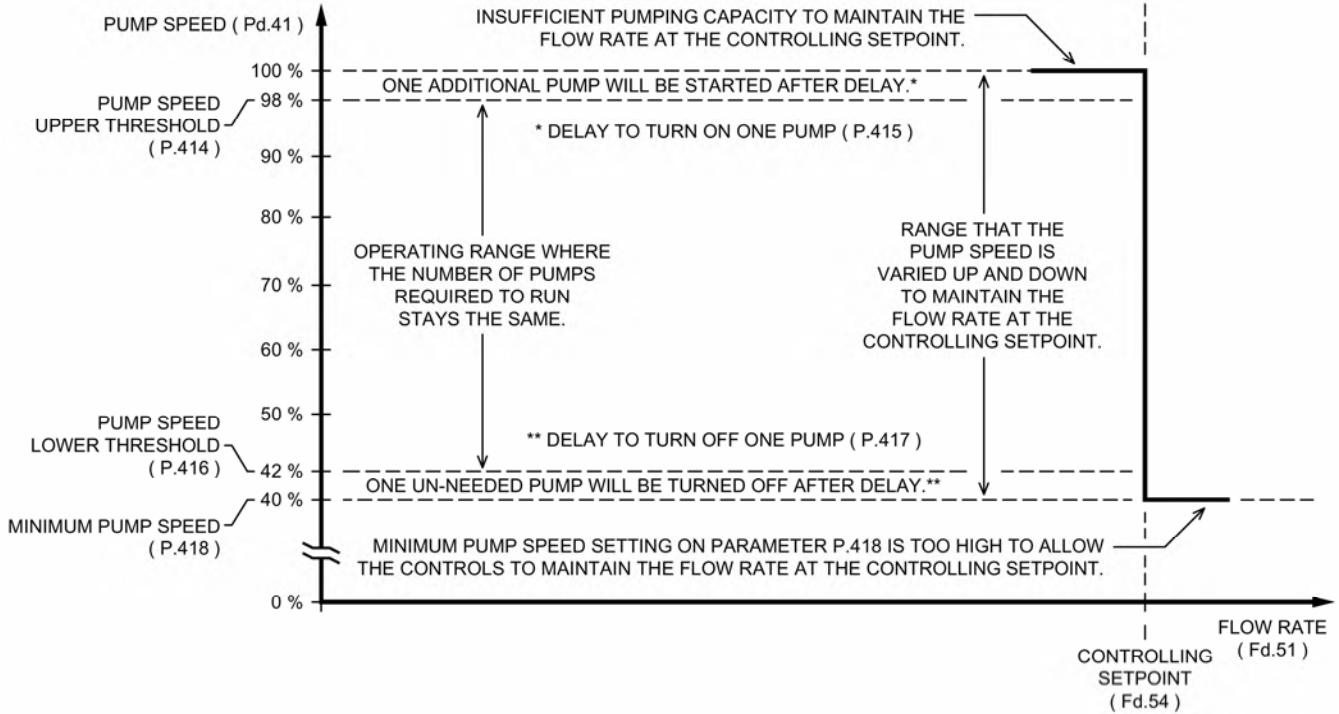 PUMP SPEED ( Pd.41 )
INSUFFICIENT PUMPING CAPACITY TO MAINTAIN THE
FLOW RATE AT THE CONTROLLING SETPOINT.
100 %
ONE ADDITIONAL PUMP WILL BE STARTED AFTER DELAY.*
98 %
PUMP SPEED
UPPER THRESHOLD
( P.414 )
* DELAY TO TURN ON ONE PUMP ( P.415 )
90 %
80 %
OPERATING RANGE WHERE
THE NUMBER OF PUMPS
REQUIRED TO RUN
STAYS THE SAME.
RANGE THAT THE
PUMP SPEED IS
VARIED UP AND DOWN
TO MAINTAIN THE
FLOW RATE AT THE
CONTROLLING SETPOINT.
70 %
60 %
50 %
PUMP SPEED
LOWER THRESHOLD
( P.416 )
** DELAY TO TURN OFF ONE PUMP ( P.417 )
42 %
ONE UN-NEEDED PUMP WILL BE TURNED OFF AFTER DELAY.**
40 %
MINIMUM PUMP SPEED
( P.418 )
MINIMUM PUMP SPEED SETTING ON PARAMETER P.418 IS TOO HIGH TO ALLOW
THE CONTROLS TO MAINTAIN THE FLOW RATE AT THE CONTROLLING SETPOINT.
0 %
FLOW RATE
( Fd.51 )
CONTROLLING
SETPOINT
( Fd.54 )